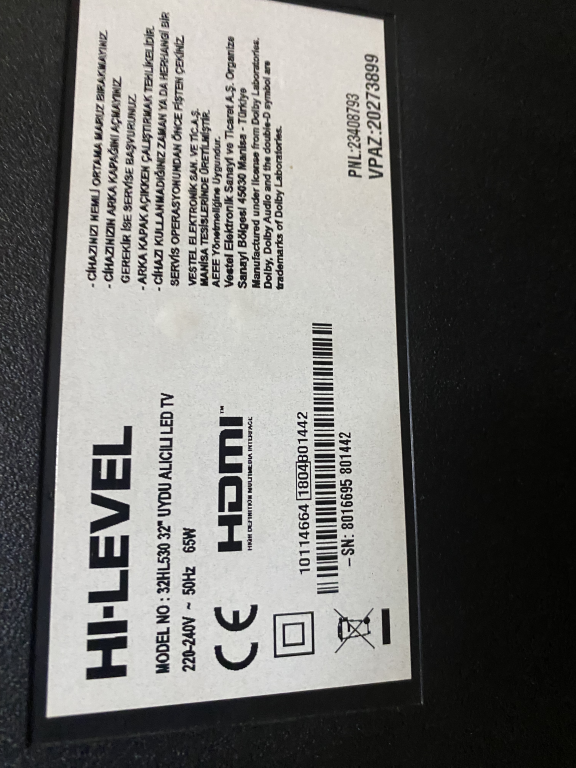 HI-LEVEL
MODEL NO : 32HL530 32" UYDU ALICILI LED TV
220-240V ~ 50Hz 65W
CE
HDMI™
HIGH DEFINITION MULTIMEDIA INTERFACE
10114664 1804801442
-SN: 8016695 801442
- CİHAZINIZI NEMLİ ORTAMA MARUZ BIRAKMAYINIZ.
- CİHAZINIZIN ARKA KAPAĞINI AÇMAYINIZ.
GEREKİR İSE SERVİSE BAŞVURUNUZ.
- ARKA KAPAK AÇIKKEN ÇALIŞTIRMAK TEHLİKELİDİR.
- CİHAZI KULLANMADIĞINIZ ZAMAN YA DA HERHANGİ BİR
SERVİS OPERASYONUNDAN ÖNCE FİŞTEN ÇEKİNİZ.
VESTEL ELEKTRONİK SAN. VE TİC.A.Ş.
MANİSA TESİSLERİNDE ÜRETİLMİŞTİR.
AEEE Yönetmeliğine Uygundur.
Vestel Elektronik Sanayi ve Ticaret A.Ş. Organize
Sanayi Bölgesi 45030 Manisa - Türkiye
Manufactured under license from Dolby Laboratories.
Dolby, Dolby Audio and the double-D symbol are
trademarks of Dolby Laboratories.
PNL:23408793
VPAZ:20273899